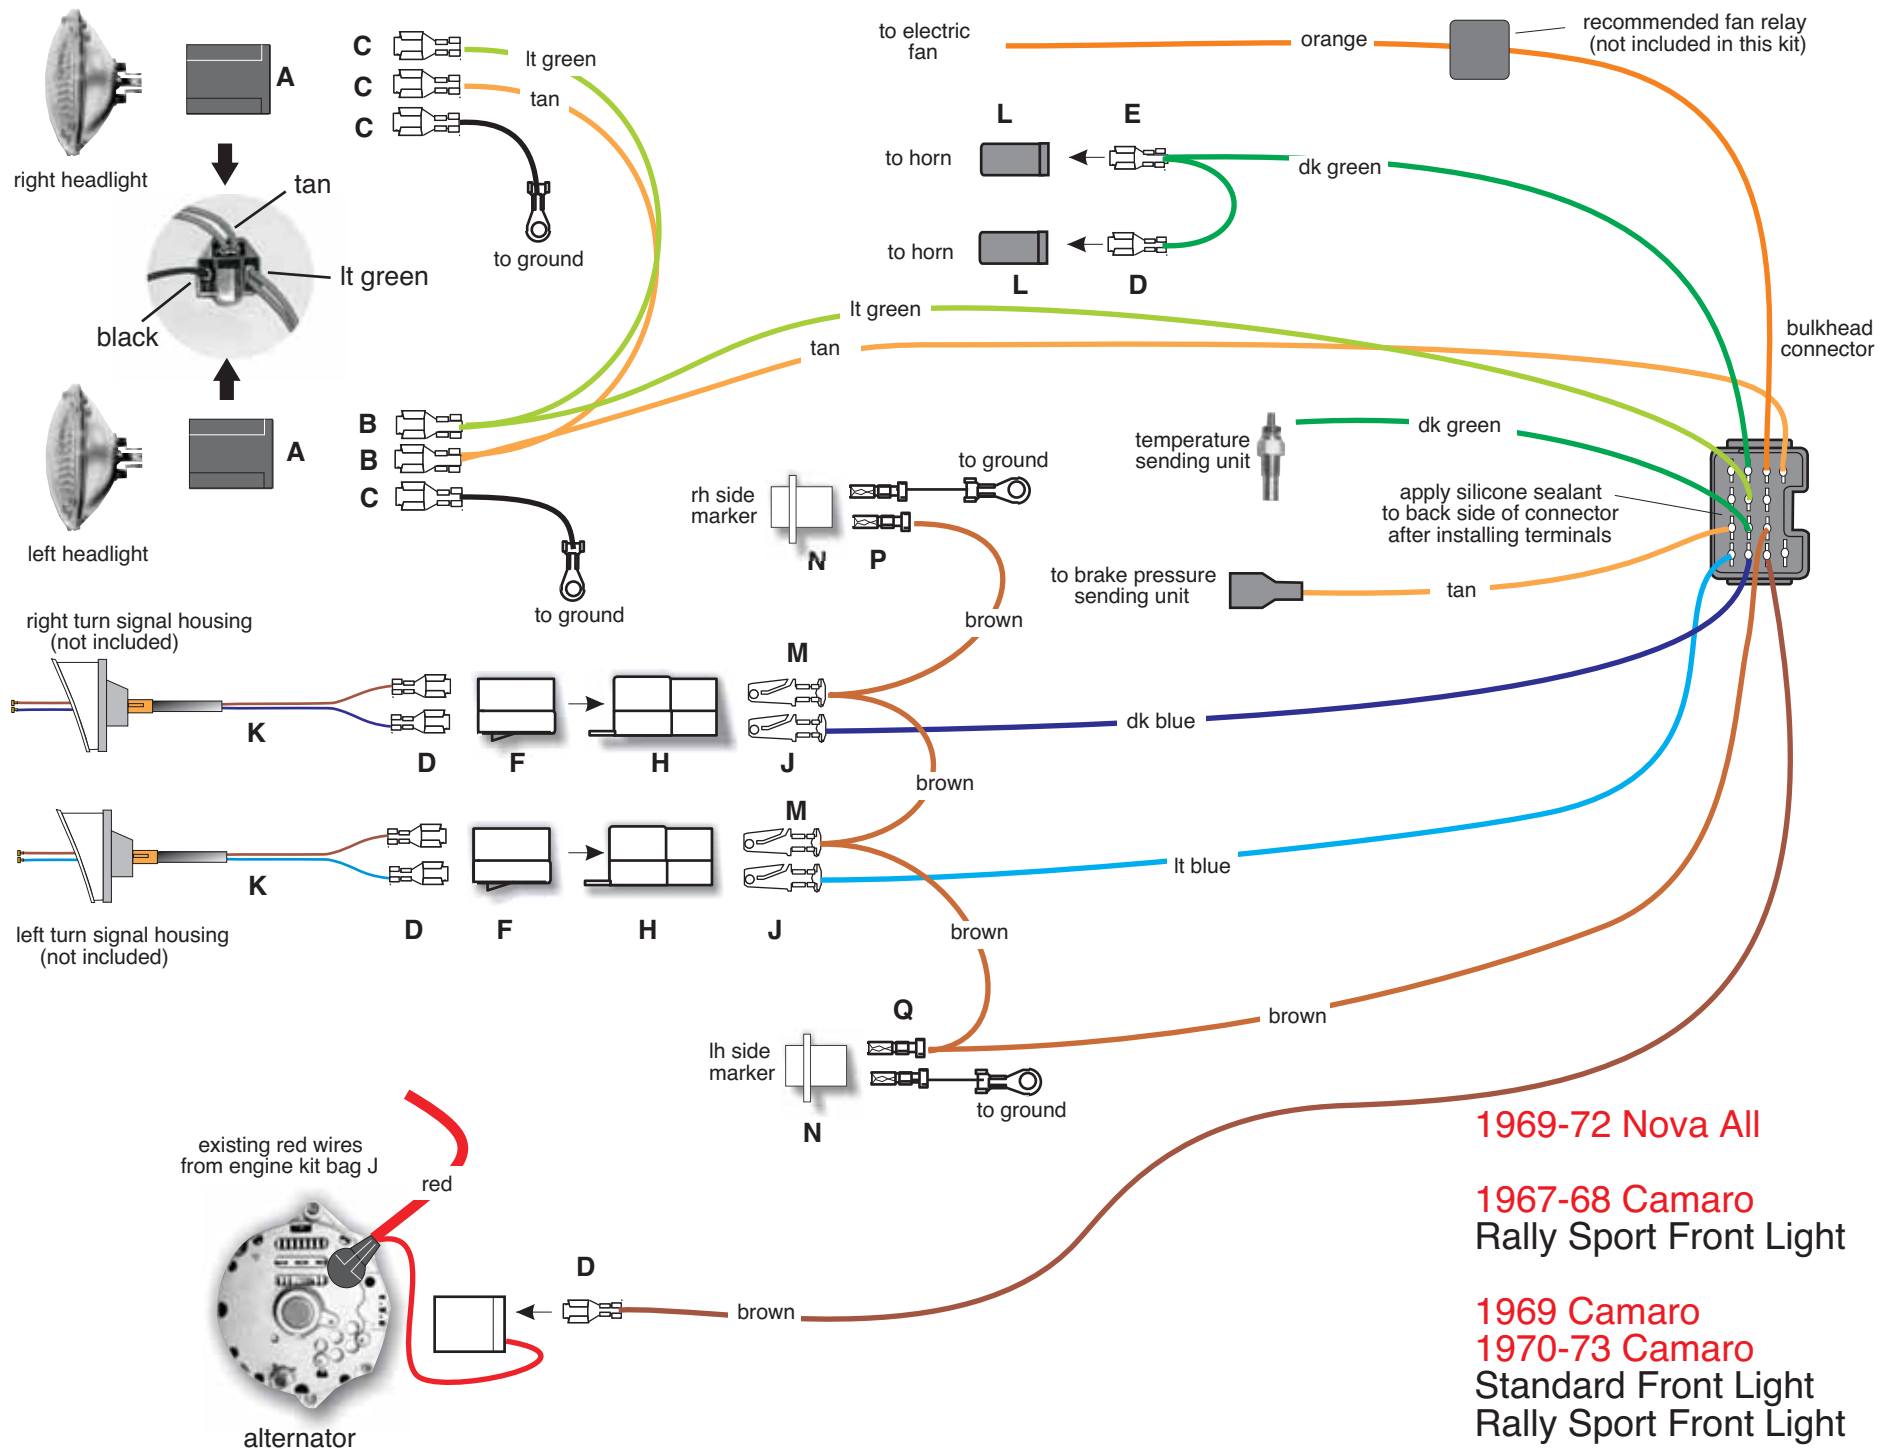 to electric
fan
orange
recommended fan relay
(not included in this kit)
A
C
lt green
C
tan
C
right headlight
to ground
tan
lt green
black
L
E
to horn
dk green
to horn
L
D
lt green
tan
bulkhead
connector
A
B
B
C
left headlight
to ground
temperature
sending unit
dk green
apply silicone sealant
to back side of connector
after installing terminals
to brake pressure
sending unit
tan
rh side
marker
to ground
N
P
brown
right turn signal housing
(not included)
K
D
F
H
M
J
dk blue
brown
left turn signal housing
(not included)
K
D
F
H
M
J
lt blue
brown
Q
brown
lh side
marker
N
to ground
existing red wires
from engine kit bag J
red
alternator
D
brown
1969-72 Nova All
1967-68 Camaro
Rally Sport Front Light
1969 Camaro
1970-73 Camaro
Standard Front Light
Rally Sport Front Light